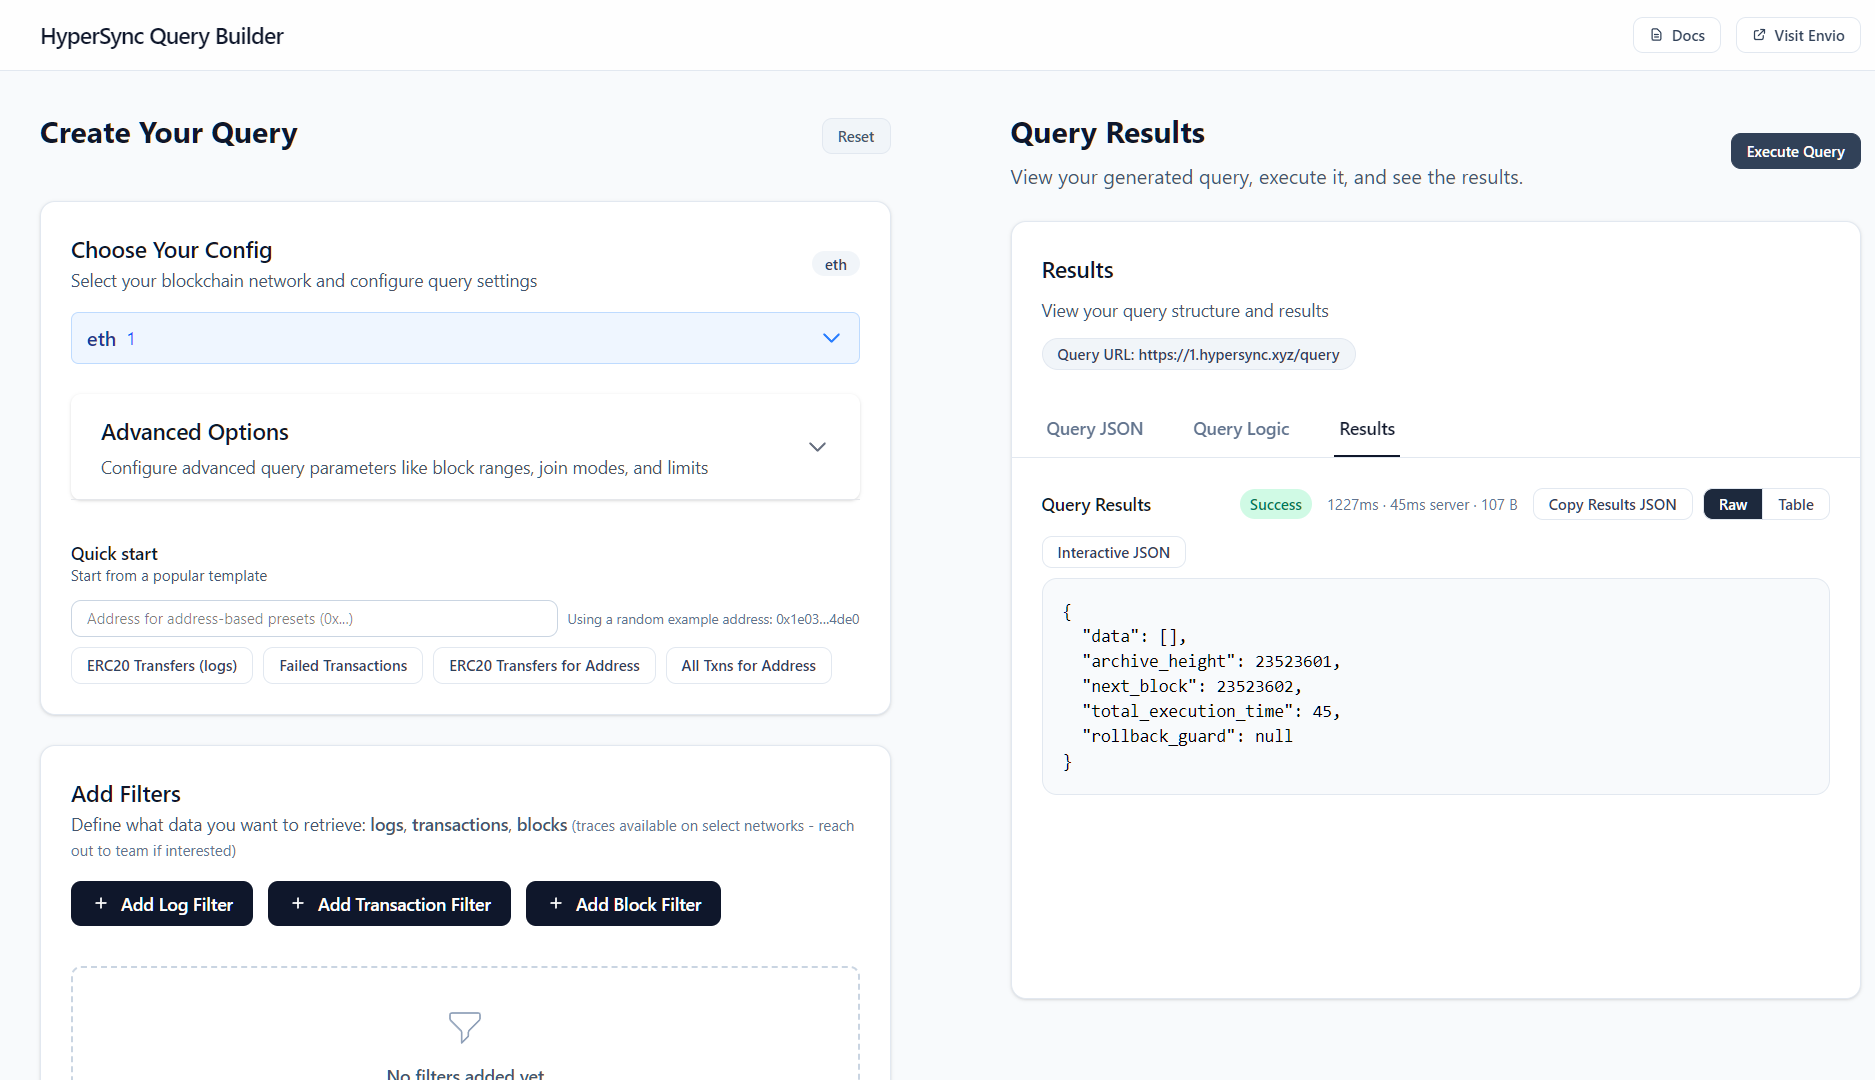 HyperSync Query Builder
Docs
Visit Envio
Create Your Query
Reset
Choose Your Config
Select your blockchain network and configure query settings
eth
eth 1
Advanced Options
Configure advanced query parameters like block ranges, join modes, and limits
Quick start
Start from a popular template
Address for address-based presets (0x...)
Using a random example address: 0x1e03...4de0
ERC20 Transfers (logs)
Failed Transactions
ERC20 Transfers for Address
All Txns for Address
Add Filters
Define what data you want to retrieve: logs, transactions, blocks (traces available on select networks - reach
out to team if interested)
+ Add Log Filter
+ Add Transaction Filter
+ Add Block Filter
No filters added yet
Query Results
View your generated query, execute it, and see the results.
Execute Query
Results
View your query structure and results
Query URL: https://1.hypersync.xyz/query
Query JSON
Query Logic
Results
Query Results
Success
1227ms · 45ms server · 107 B
Copy Results JSON
Raw
Table
Interactive JSON
{
"data": [],
"archive_height": 23523601,
"next_block": 23523602,
"total_execution_time": 45,
"rollback_guard": null
}